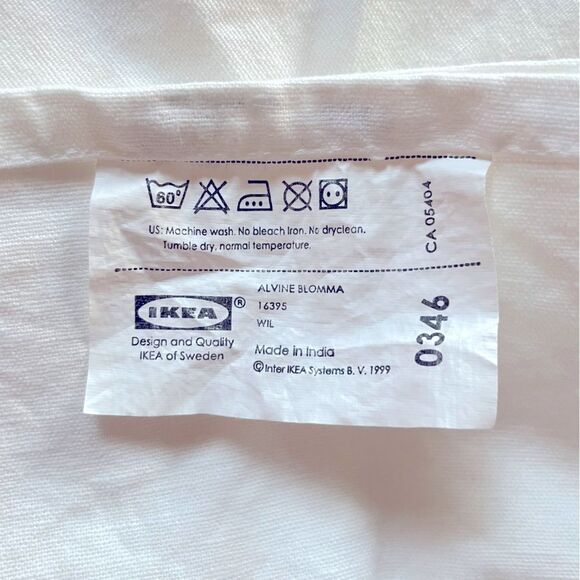 60°
US: Machine wash. No bleach Iron. No dryclean.
Tumble dry, normal temperature.
CA 05404
IKEA ®
Design and Quality
IKEA of Sweden
ALVINE BLOMMA
16395
WIL
Made in India
© Inter IKEA Systems B. V. 1999
0346